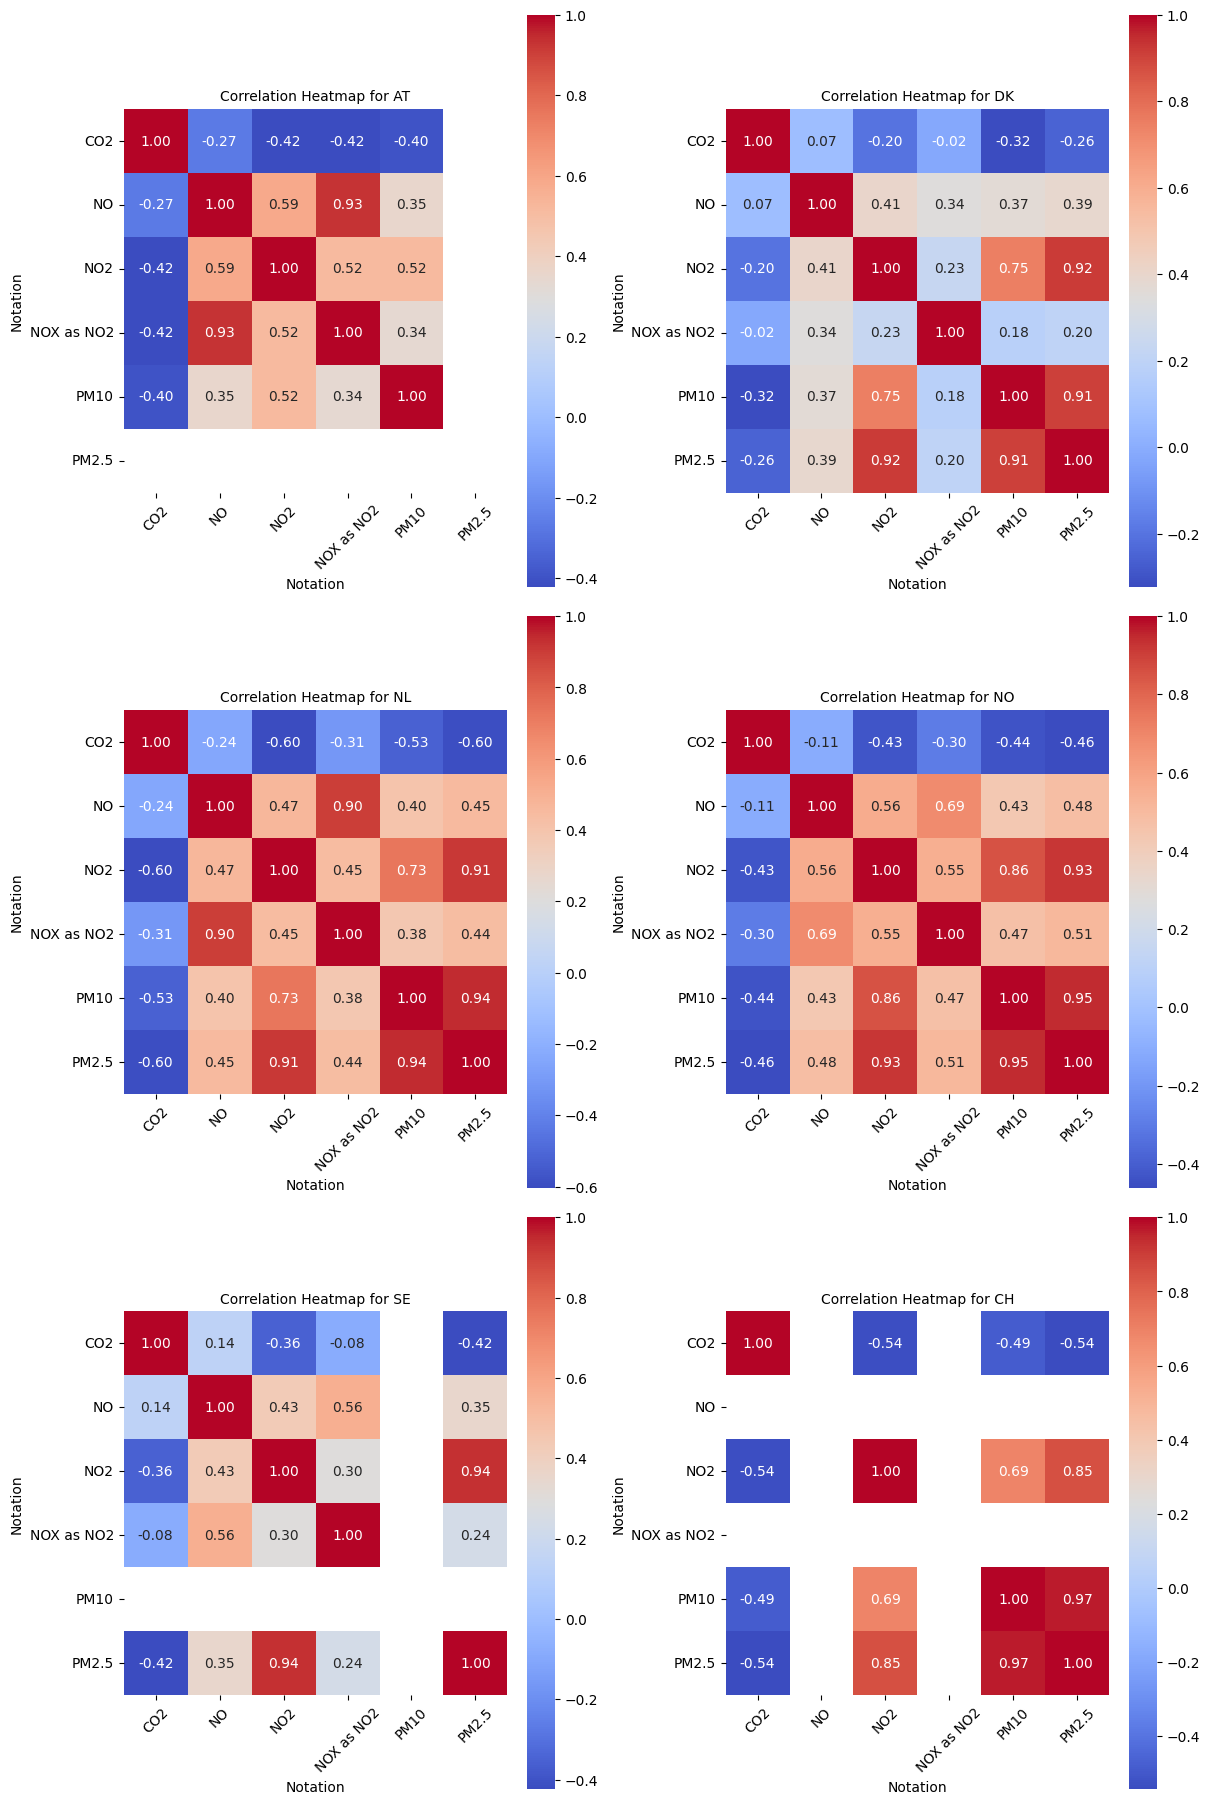 Correlation Heatmap for AT
CO2 1.00 -0.27 -0.42 -0.42 -0.40
NO -0.27 1.00 0.59 0.93 0.35
NO2 -0.42 0.59 1.00 0.52 0.52
NOX as NO2 -0.42 0.93 0.52 1.00 0.34
PM10 -0.40 0.35 0.52 0.34 1.00
PM2.5
CO2 NO NO2 NOX as NO2 PM10 PM2.5
Notation
Notation
1.0
0.8
0.6
0.4
0.2
0.0
−0.2
−0.4
Correlation Heatmap for DK
CO2 1.00 0.07 -0.20 -0.02 -0.32 -0.26
NO 0.07 1.00 0.41 0.34 0.37 0.39
NO2 -0.20 0.41 1.00 0.23 0.75 0.92
NOX as NO2 -0.02 0.34 0.23 1.00 0.18 0.20
PM10 -0.32 0.37 0.75 0.18 1.00 0.91
PM2.5 -0.26 0.39 0.92 0.20 0.91 1.00
CO2 NO NO2 NOX as NO2 PM10 PM2.5
Notation
Notation
1.0
0.8
0.6
0.4
0.2
0.0
−0.2
Correlation Heatmap for NL
CO2 1.00 -0.24 -0.60 -0.31 -0.53 -0.60
NO -0.24 1.00 0.47 0.90 0.40 0.45
NO2 -0.60 0.47 1.00 0.45 0.73 0.91
NOX as NO2 -0.31 0.90 0.45 1.00 0.38 0.44
PM10 -0.53 0.40 0.73 0.38 1.00 0.94
PM2.5 -0.60 0.45 0.91 0.44 0.94 1.00
CO2 NO NO2 NOX as NO2 PM10 PM2.5
Notation
Notation
1.0
0.8
0.6
0.4
0.2
0.0
−0.2
−0.4
−0.6
Correlation Heatmap for NO
CO2 1.00 -0.11 -0.43 -0.30 -0.44 -0.46
NO -0.11 1.00 0.56 0.69 0.43 0.48
NO2 -0.43 0.56 1.00 0.55 0.86 0.93
NOX as NO2 -0.30 0.69 0.55 1.00 0.47 0.51
PM10 -0.44 0.43 0.86 0.47 1.00 0.95
PM2.5 -0.46 0.48 0.93 0.51 0.95 1.00
CO2 NO NO2 NOX as NO2 PM10 PM2.5
Notation
Notation
1.0
0.8
0.6
0.4
0.2
0.0
−0.2
−0.4
Correlation Heatmap for SE
CO2 1.00 0.14 -0.36 -0.08 -0.42
NO 0.14 1.00 0.43 0.56 0.35
NO2 -0.36 0.43 1.00 0.30 0.94
NOX as NO2 -0.08 0.56 0.30 1.00 0.24
PM10
PM2.5 -0.42 0.35 0.94 0.24 1.00
CO2 NO NO2 NOX as NO2 PM10 PM2.5
Notation
Notation
1.0
0.8
0.6
0.4
0.2
0.0
−0.2
−0.4
Correlation Heatmap for CH
CO2 1.00 -0.54 -0.49 -0.54
NO
NO2 -0.54 1.00 0.69 0.85
NOX as NO2
PM10 -0.49 0.69 1.00 0.97
PM2.5 -0.54 0.85 0.97 1.00
CO2 NO NO2 NOX as NO2 PM10 PM2.5
Notation
Notation
1.0
0.8
0.6
0.4
0.2
0.0
−0.2
−0.4